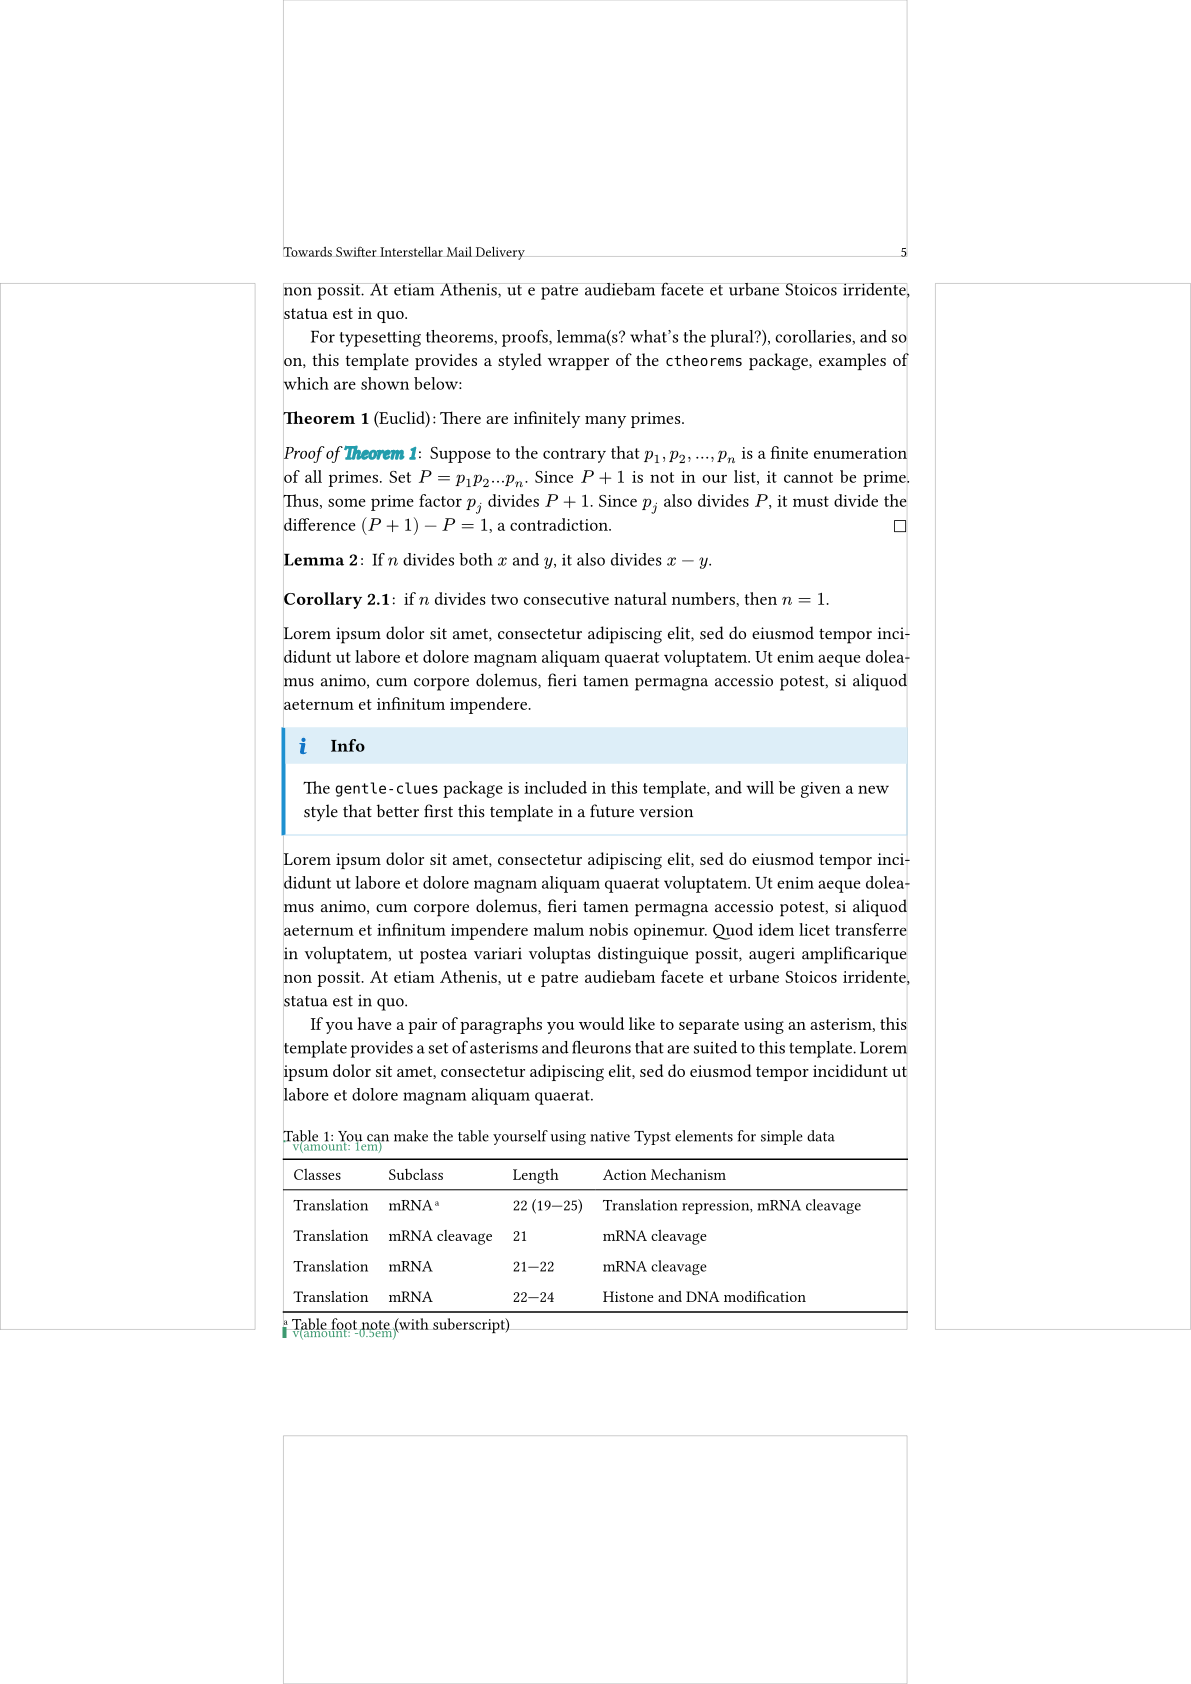 Towards Swifter Interstellar Mail Delivery 5
non possit. At etiam Athenis, ut e patre audiebam facete et urbane Stoicos irridente,
statua est in quo.
For typesetting theorems, proofs, lemma(s? what's the plural?), corollaries, and so
on, this template provides a styled wrapper of the ctheorems package, examples of
which are shown below:
Theorem 1 (Euclid): There are infinitely many primes.
Proof of Theorem 1: Suppose to the contrary that p₁, p₂, ..., pₙ is a finite enumeration
of all primes. Set P = p₁p₂...pₙ. Since P + 1 is not in our list, it cannot be prime.
Thus, some prime factor pⱼ divides P + 1. Since pⱼ also divides P, it must divide the
difference (P + 1) − P = 1, a contradiction. □
Lemma 2: If n divides both x and y, it also divides x − y.
Corollary 2.1: if n divides two consecutive natural numbers, then n = 1.
Lorem ipsum dolor sit amet, consectetur adipiscing elit, sed do eiusmod tempor inci-
didunt ut labore et dolore magnam aliquam quaerat voluptatem. Ut enim aeque dolea-
mus animo, cum corpore dolemus, fieri tamen permagna accessio potest, si aliquod
aeternum et infinitum impendere.
i Info
The gentle-clues package is included in this template, and will be given a new
style that better first this template in a future version
Lorem ipsum dolor sit amet, consectetur adipiscing elit, sed do eiusmod tempor inci-
didunt ut labore et dolore magnam aliquam quaerat voluptatem. Ut enim aeque dolea-
mus animo, cum corpore dolemus, fieri tamen permagna accessio potest, si aliquod
aeternum et infinitum impendere malum nobis opinemur. Quod idem licet transferre
in voluptatem, ut postea variari voluptas distinguique possit, augeri amplificarique
non possit. At etiam Athenis, ut e patre audiebam facete et urbane Stoicos irridente,
statua est in quo.
If you have a pair of paragraphs you would like to separate using an asterism, this
template provides a set of asterisms and fleurons that are suited to this template. Lorem
ipsum dolor sit amet, consectetur adipiscing elit, sed do eiusmod tempor incididunt ut
labore et dolore magnam aliquam quaerat.
Table 1: You can make the table yourself using native Typst elements for simple data
v(amount: 1em)
Classes Subclass Length Action Mechanism
Translation mRNA ᵃ 22 (19–25) Translation repression, mRNA cleavage
Translation mRNA cleavage 21 mRNA cleavage
Translation mRNA 21–22 mRNA cleavage
Translation mRNA 22–24 Histone and DNA modification
ᵃ Table foot note (with suberscript)
v(amount: -0.5em)